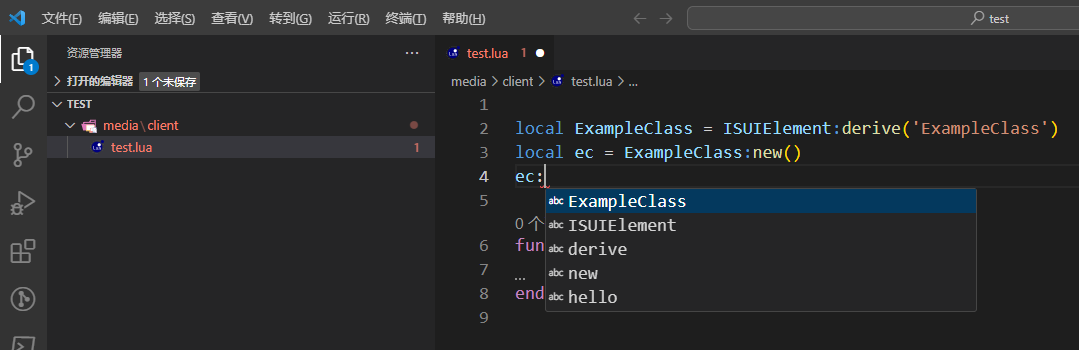 文件(F) 编辑(E) 选择(S) 查看(V) 转到(G) 运行(R) 终端(T) 帮助(H) test
资源管理器 ...
test.lua 1
打开的编辑器 1 个未保存
media > client > test.lua > ...
TEST
media\client
test.lua 1
1
2 local ExampleClass = ISUIElement:derive('ExampleClass')
3 local ec = ExampleClass:new()
4 ec:
abc ExampleClass
5
abc ISUIElement
0 个
abc derive
6 fun
abc new
7 ...
abc hello
8 end
9
1